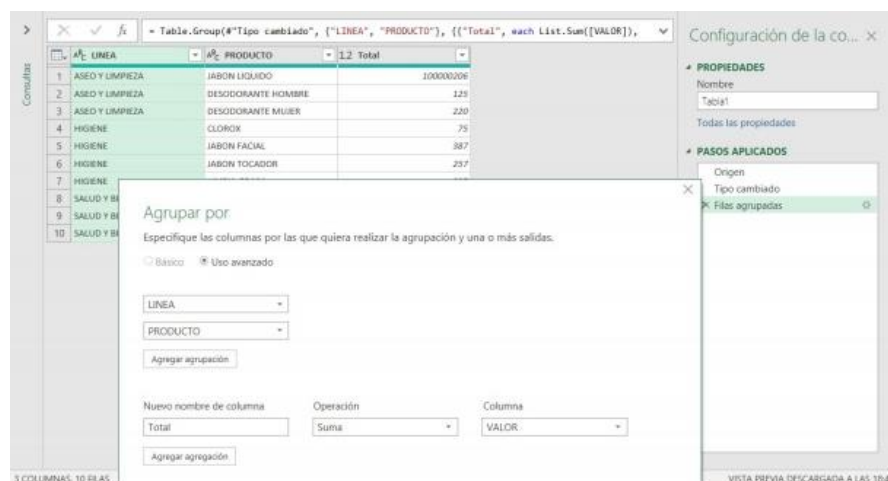 = Table.Group(#"Tipo cambiado", {"LINEA", "PRODUCTO"}, {{"Total", each List.Sum([VALOR]),
Configuración de la co...
Consultas
LINEA PRODUCTO 1.2 Total
1 ASEO Y LIMPIEZA JABON LIQUIDO 100000206
2 ASEO Y LIMPIEZA DESODORANTE HOMBRE 125
3 ASEO Y LIMPIEZA DESODORANTE MUJER 220
4 HIGIENE CLOROX 75
5 HIGIENE JABON FACIAL 387
6 HIGIENE JABON TOCADOR 257
7 HIGIENE
8 SALUD Y BE
9 SALUD Y BE
10 SALUD Y BE
PROPIEDADES
Nombre
Tabla1
Todas las propiedades
PASOS APLICADOS
Origen
Tipo cambiado
Filas agrupadas
Agrupar por
Especifique las columnas por las que quiera realizar la agrupación y una o más salidas.
Básico Uso avanzado
LINEA
PRODUCTO
Agregar agrupación
Nuevo nombre de columna Operación Columna
Total Suma VALOR
Agregar agregación
3 COLUMNAS, 10 FILAS
VISTA PREVIA DESCARGADA A LAS 18:4